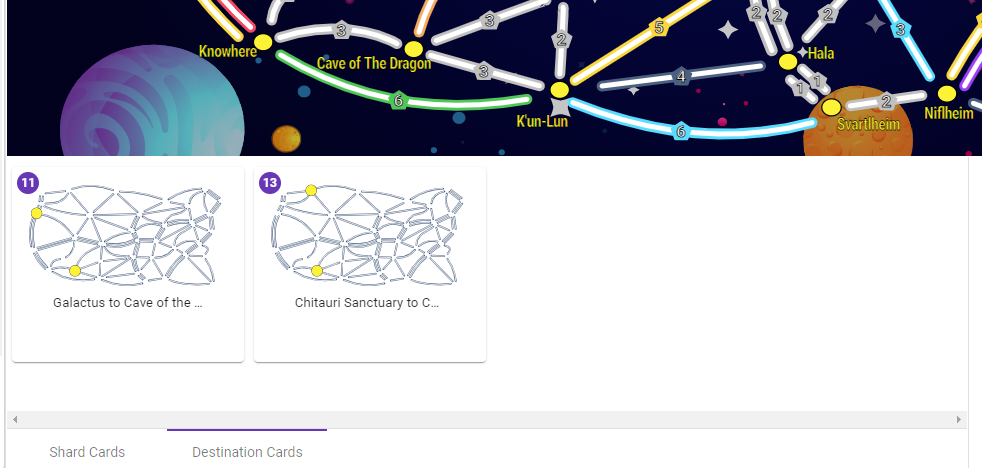 2 2 2
3 3 5 3
Knowhere
2
Hala
Cave of The Dragon
3 4
1 1
6 2
K'un-Lun
Niflheim
6
Svartlheim
11 13
Galactus to Cave of the ... Chitauri Sanctuary to C...
Shard Cards Destination Cards